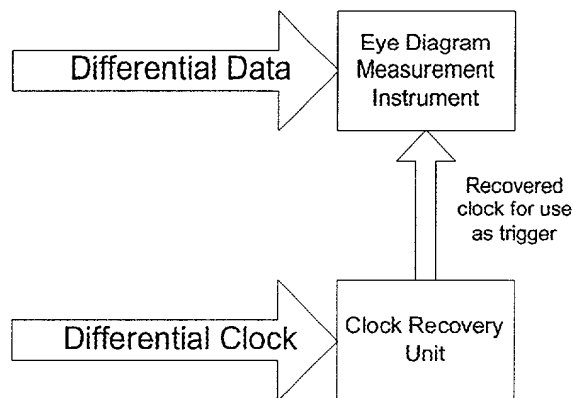 Differential Data
Eye Diagram
Measurement
Instrument
Recovered
clock for use
as trigger
Differential Clock
Clock Recovery
Unit